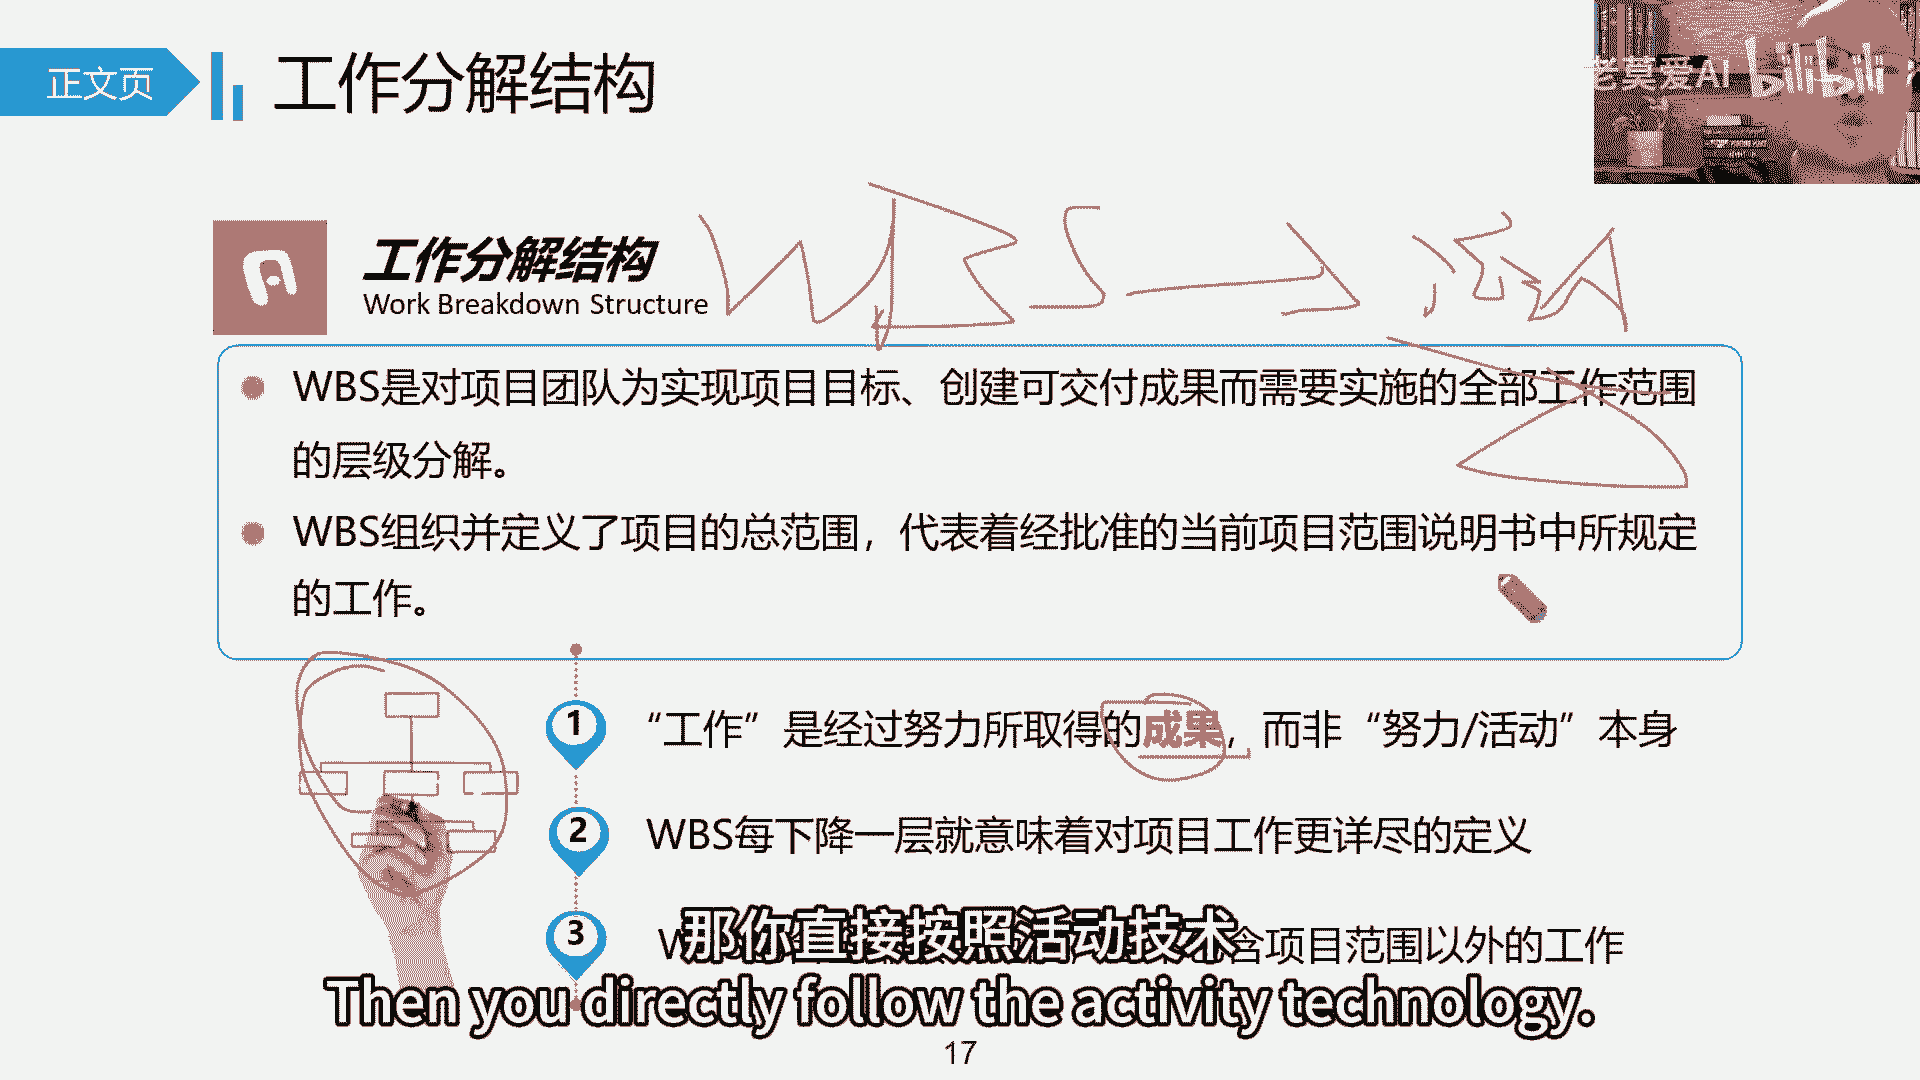 正文页
工作分解结构
老莫爱AI bilibili
工作分解结构
Work Breakdown Structure
WBS → 活动
WBS是对项目团队为实现项目目标、创建可交付成果而需要实施的全部工作范围
的层级分解。
WBS组织并定义了项目的总范围，代表着经批准的当前项目范围说明书中所规定
的工作。
1 “工作”是经过努力所取得的成果，而非“努力/活动”本身
2 WBS每下降一层就意味着对项目工作更详尽的定义
3 含项目范围以外的工作
那你直接按照活动技术
Then you directly follow the activity technology.
17